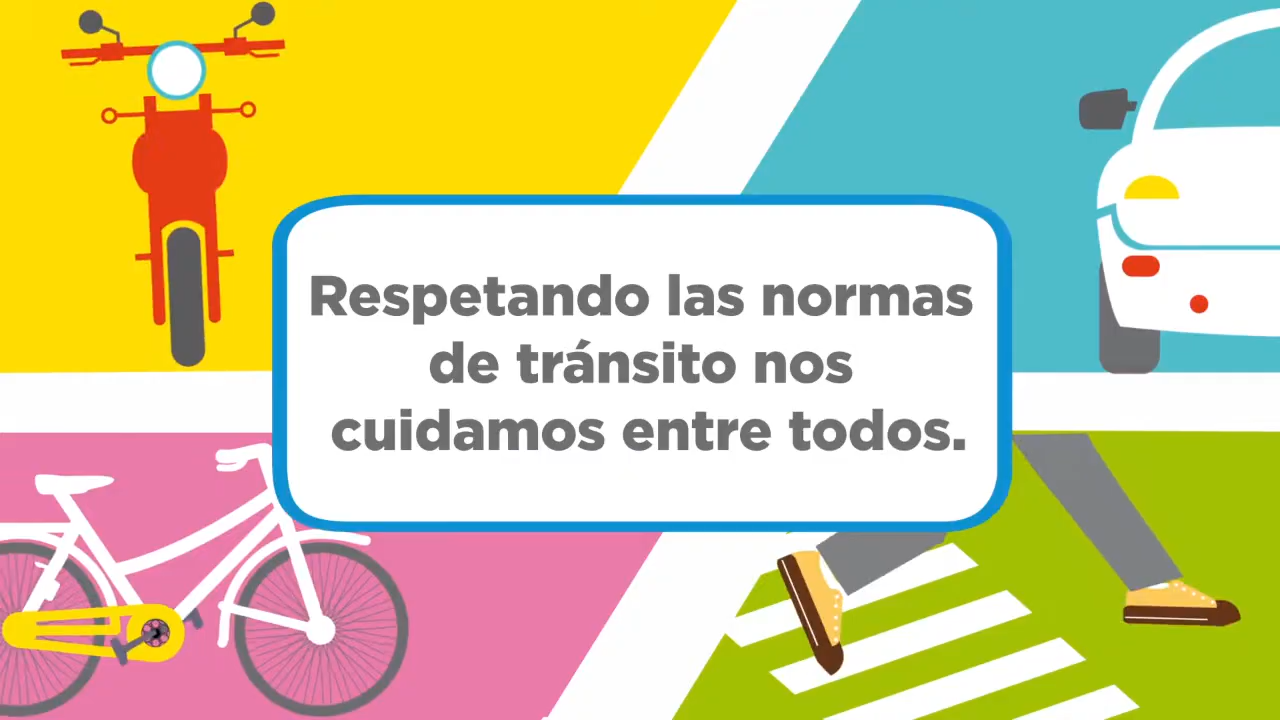 Respetando las normas
de tránsito nos
cuidamos entre todos.